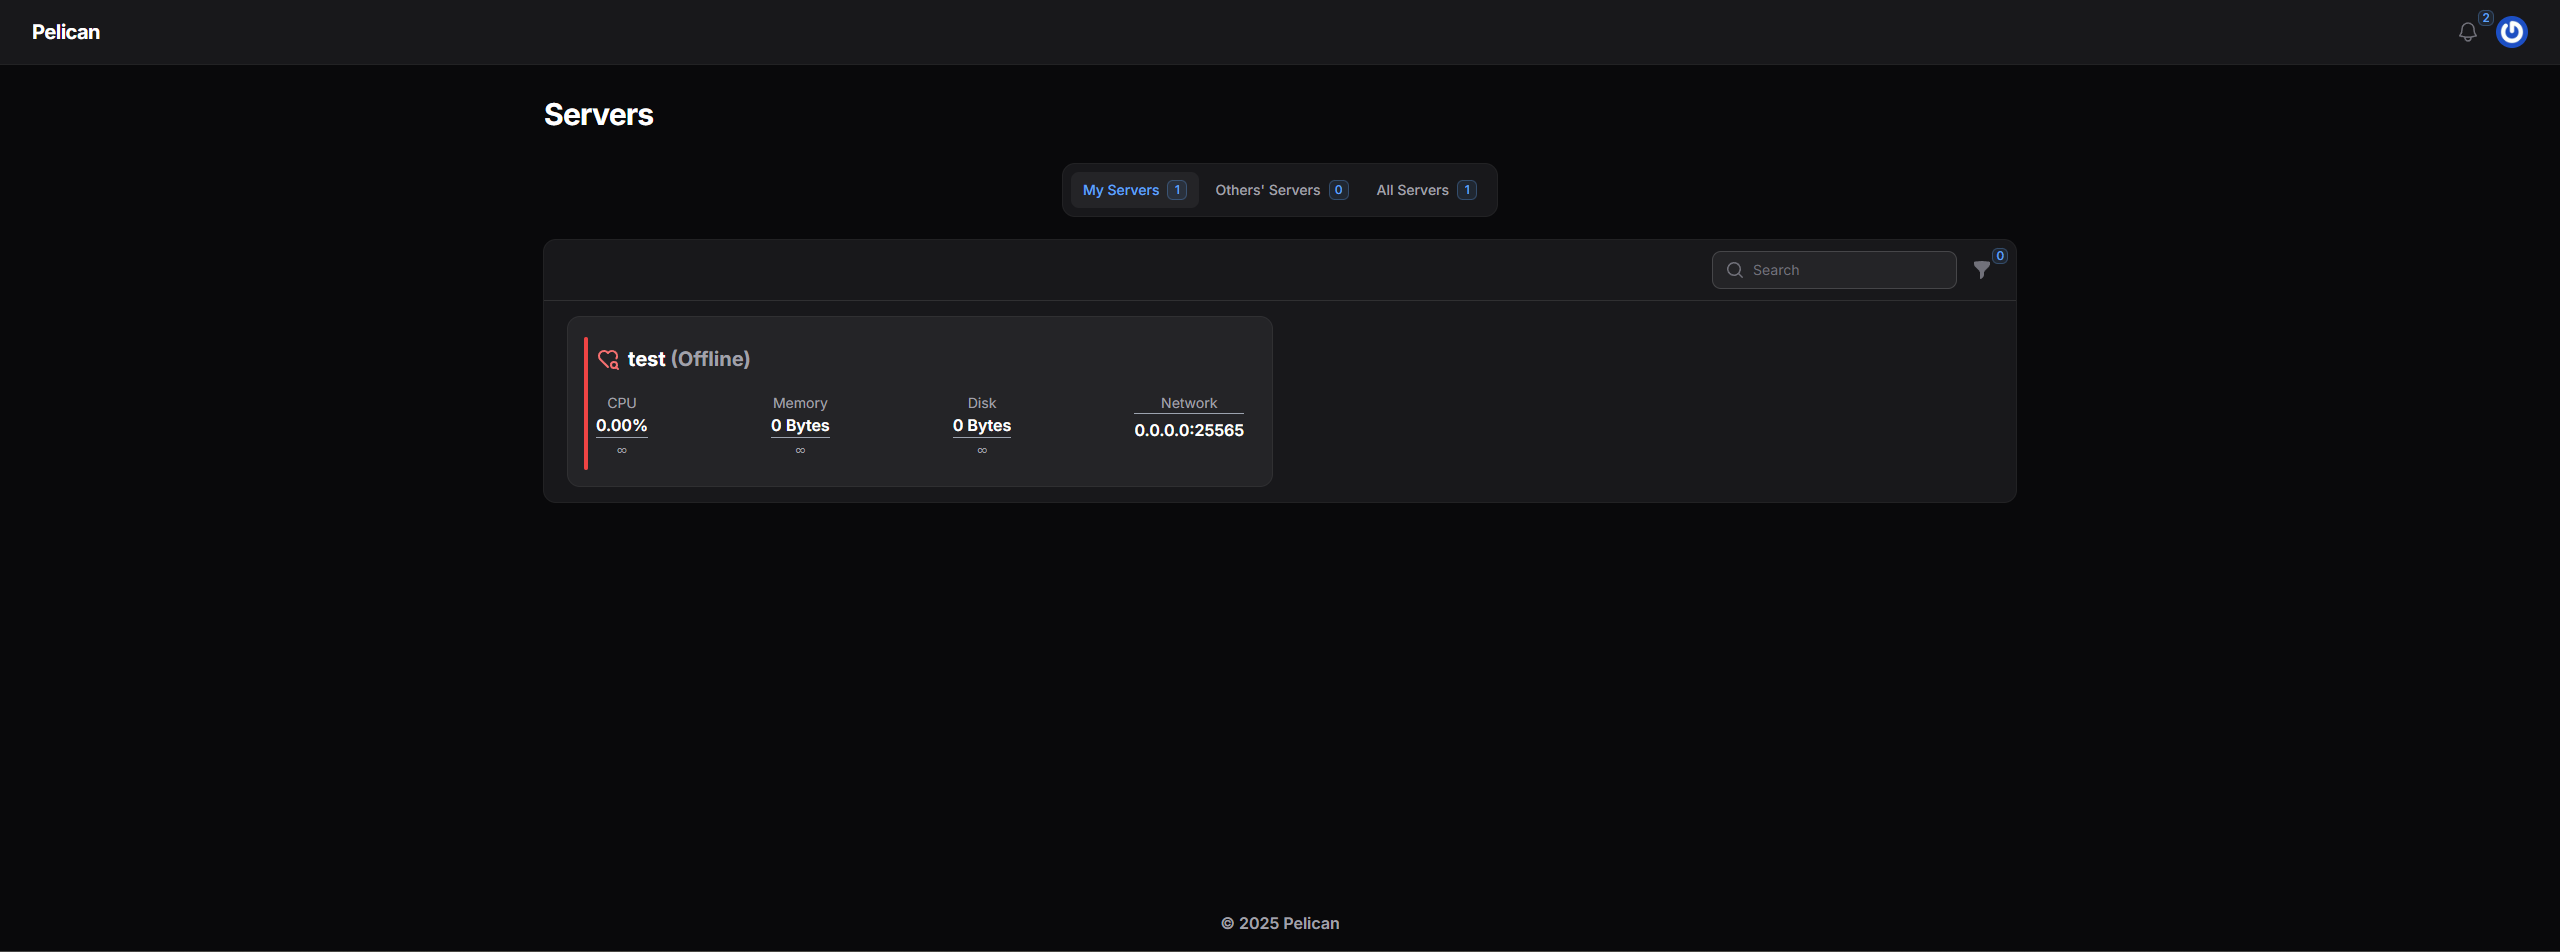 Pelican
2
Servers
My Servers 1 Others' Servers 0 All Servers 1
Search 0
test (Offline)
CPU Memory Disk Network
0.00% 0 Bytes 0 Bytes 0.0.0.0:25565
∞ ∞ ∞
© 2025 Pelican